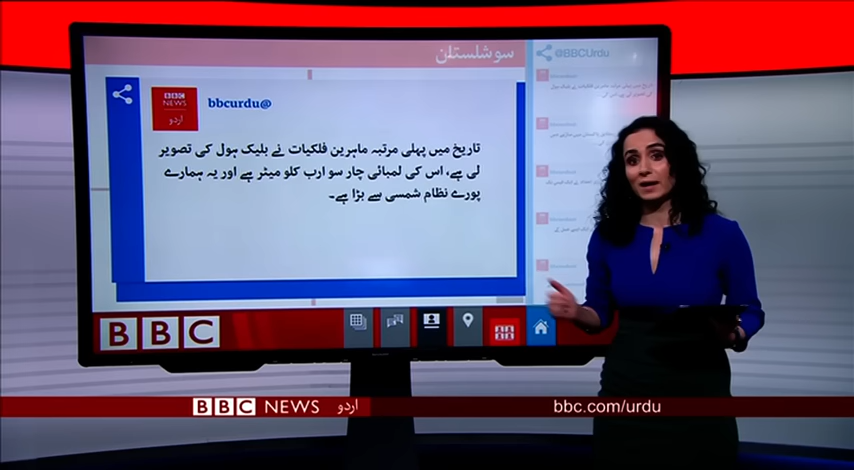 سوشلستان
@BBCUrdu
BBC
NEWS
اردو
bbcurdu@
تاریخ میں پہلی مرتبہ ماہرین فلکیات نے بلیک ہول کی تصویر
لی ہے، اس کی لمبائی چار سو ارب کلو میٹر ہے اور یہ ہمارے
پورے نظام شمسی سے بڑا ہے۔
BBC
BBC NEWS اردو
bbc.com/urdu